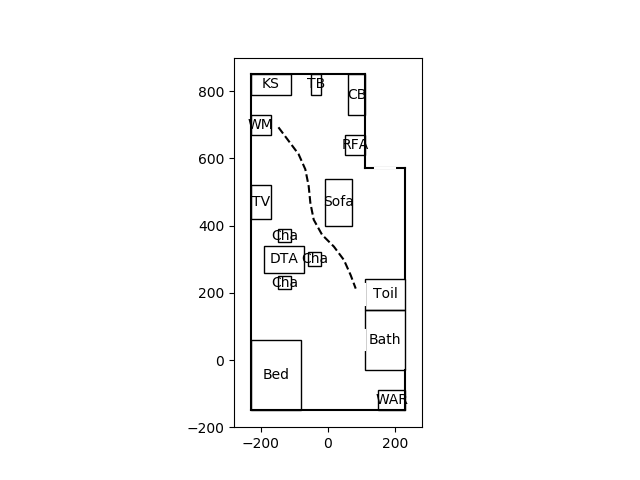 KS
TB
CB
WM
RFA
TV
Sofa
Cha
DTA
Cha
Cha
Toil
Bath
Bed
WAR
800
600
400
200
0
−200
−200
0
200